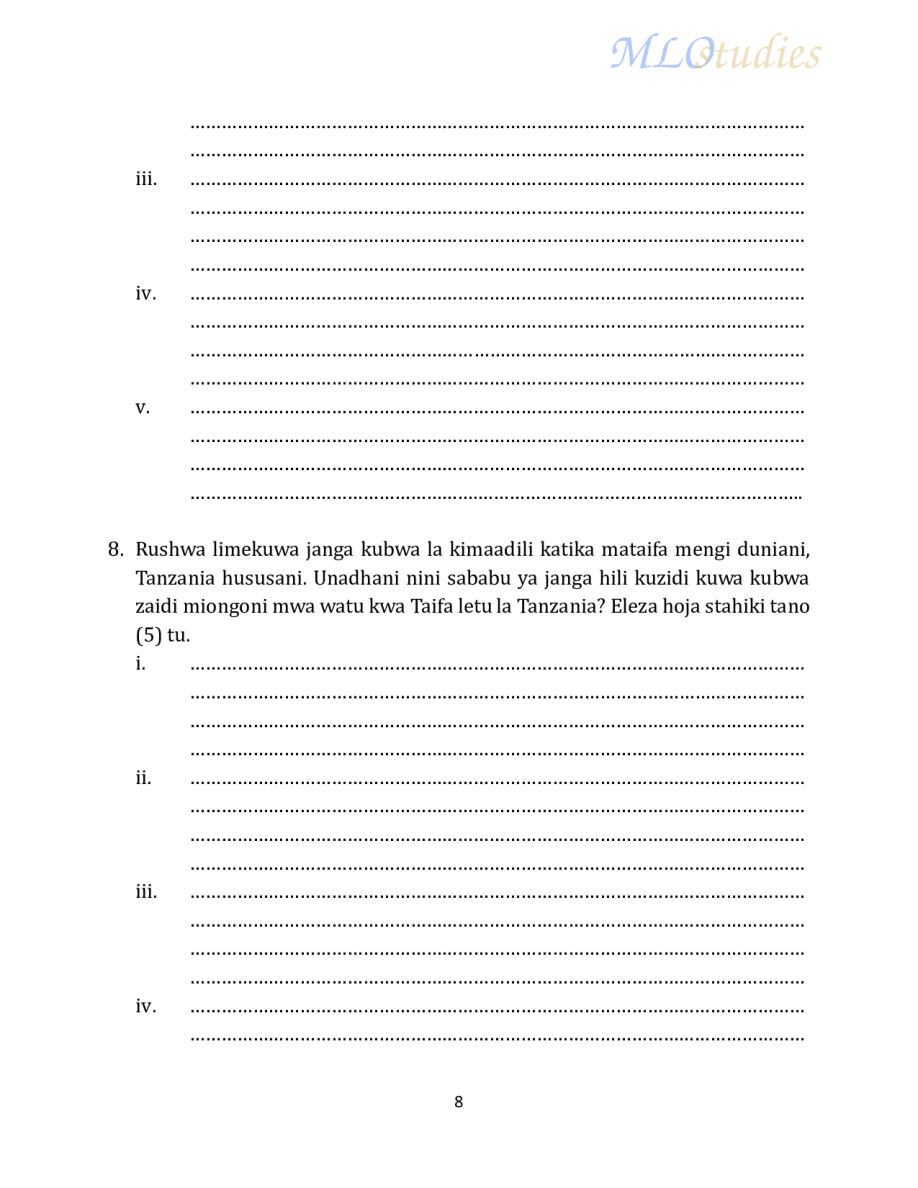 MLOstudies
………………………………………………………………………………………………………
………………………………………………………………………………………………………
iii. ………………………………………………………………………………………………………
………………………………………………………………………………………………………
………………………………………………………………………………………………………
………………………………………………………………………………………………………
iv. ………………………………………………………………………………………………………
………………………………………………………………………………………………………
………………………………………………………………………………………………………
………………………………………………………………………………………………………
v. ………………………………………………………………………………………………………
………………………………………………………………………………………………………
………………………………………………………………………………………………………
……………………………………………………………………………………………………..
8. Rushwa limekuwa janga kubwa la kimaadili katika mataifa mengi duniani,
Tanzania hususani. Unadhani nini sababu ya janga hili kuzidi kuwa kubwa
zaidi miongoni mwa watu kwa Taifa letu la Tanzania? Eleza hoja stahiki tano
(5) tu.
i. ………………………………………………………………………………………………………
………………………………………………………………………………………………………
………………………………………………………………………………………………………
………………………………………………………………………………………………………
ii. ………………………………………………………………………………………………………
………………………………………………………………………………………………………
………………………………………………………………………………………………………
………………………………………………………………………………………………………
iii. ………………………………………………………………………………………………………
………………………………………………………………………………………………………
………………………………………………………………………………………………………
………………………………………………………………………………………………………
iv. ………………………………………………………………………………………………………
………………………………………………………………………………………………………
8